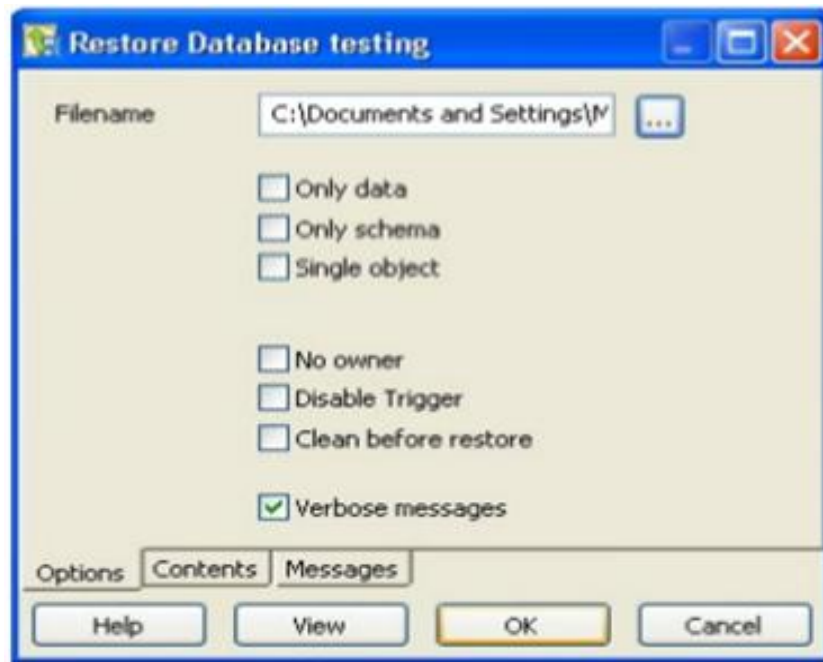 Restore Database testing
Filename C:\Documents and Settings\M ...
Only data
Only schema
Single object
No owner
Disable Trigger
Clean before restore
Verbose messages
Options Contents Messages
Help View OK Cancel